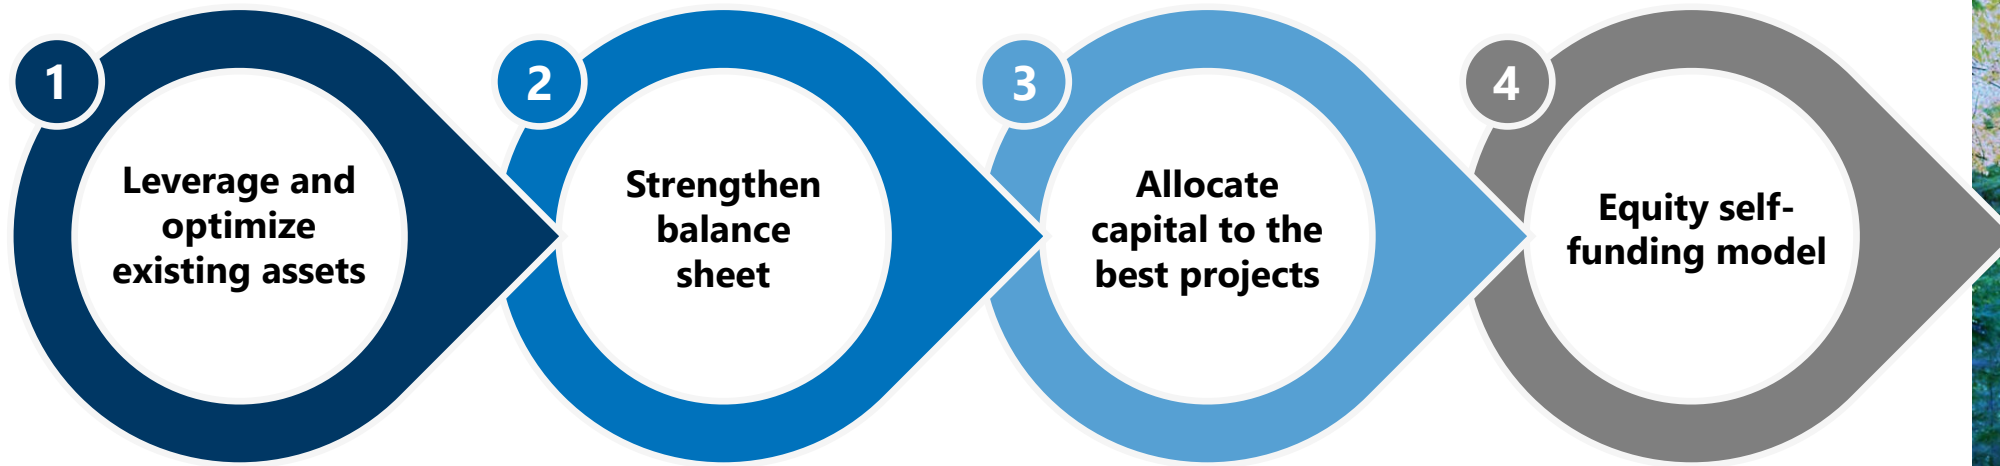 1
Leverage and
optimize
existing assets
2
Strengthen
balance
sheet
3
Allocate
capital to the
best projects
4
Equity self-
funding model